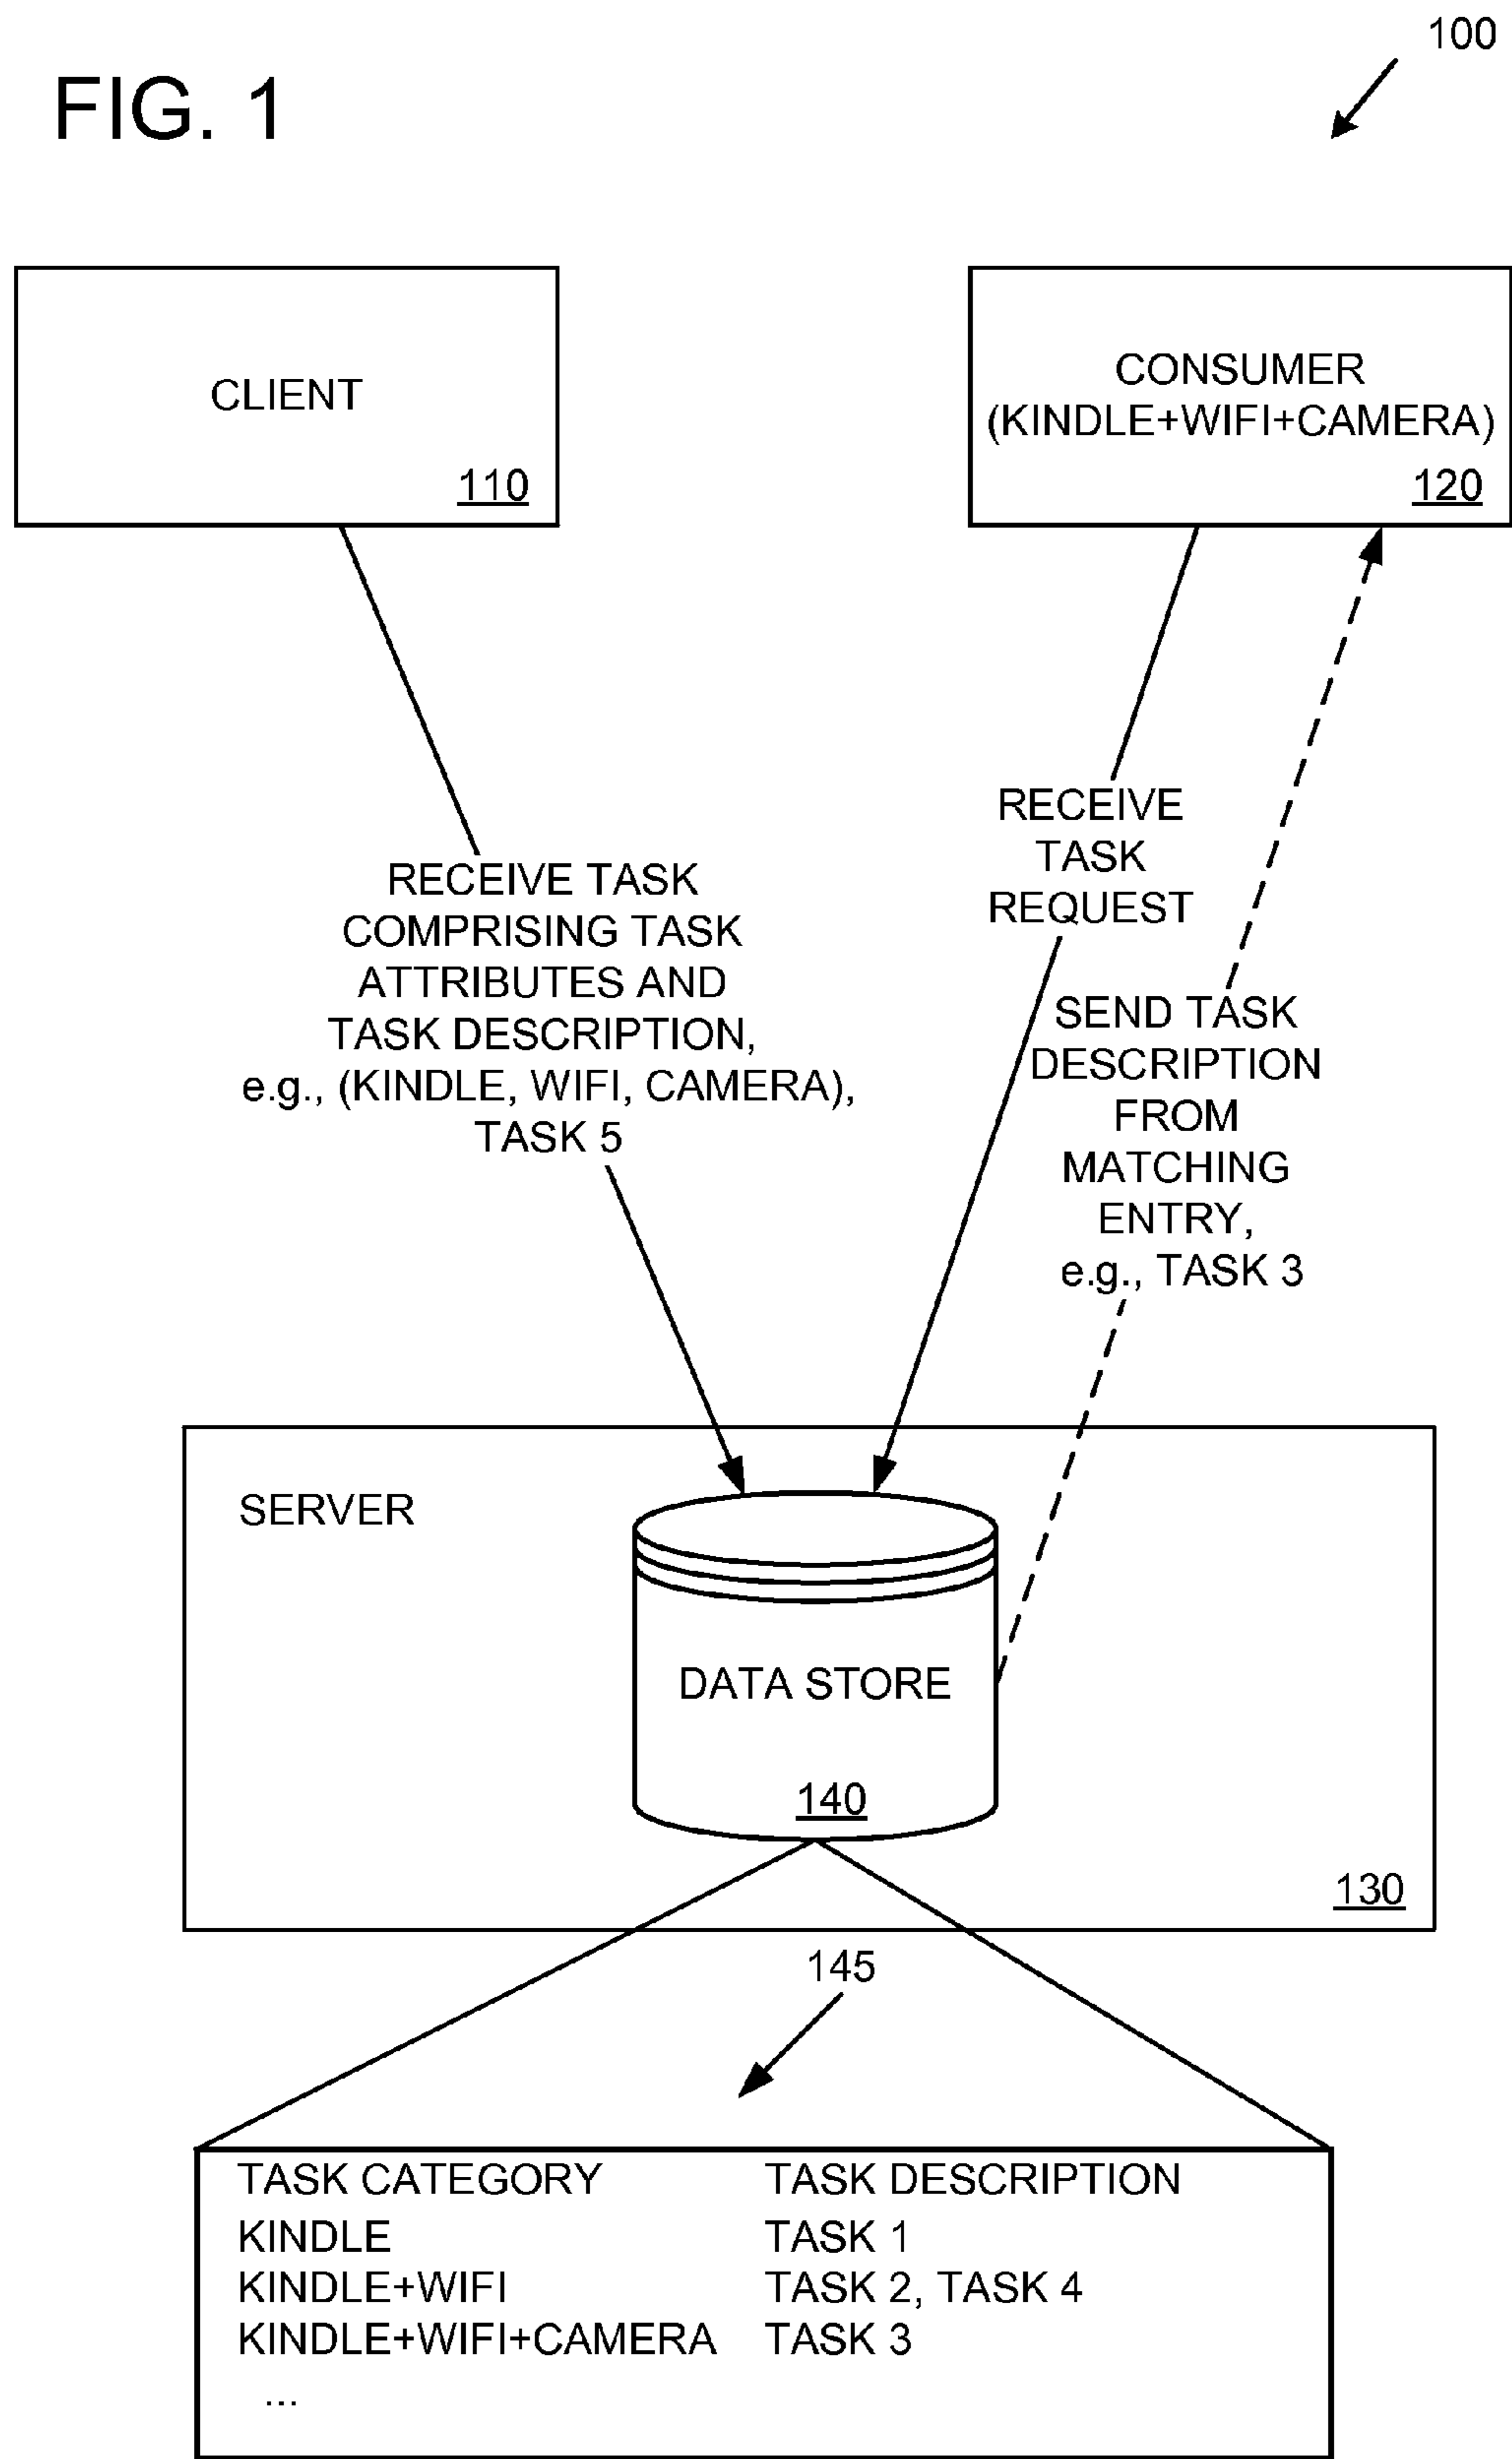 100
FIG. 1
CLIENT
110
CONSUMER
(KINDLE+WIFI+CAMERA)
120
RECEIVE TASK
COMPRISING TASK
ATTRIBUTES AND
TASK DESCRIPTION,
e.g., (KINDLE, WIFI, CAMERA),
TASK 5
RECEIVE
TASK
REQUEST
SEND TASK
DESCRIPTION
FROM
MATCHING
ENTRY,
e.g., TASK 3
SERVER
DATA STORE
140
130
145
TASK CATEGORY TASK DESCRIPTION
KINDLE TASK 1
KINDLE+WIFI TASK 2, TASK 4
KINDLE+WIFI+CAMERA TASK 3
...